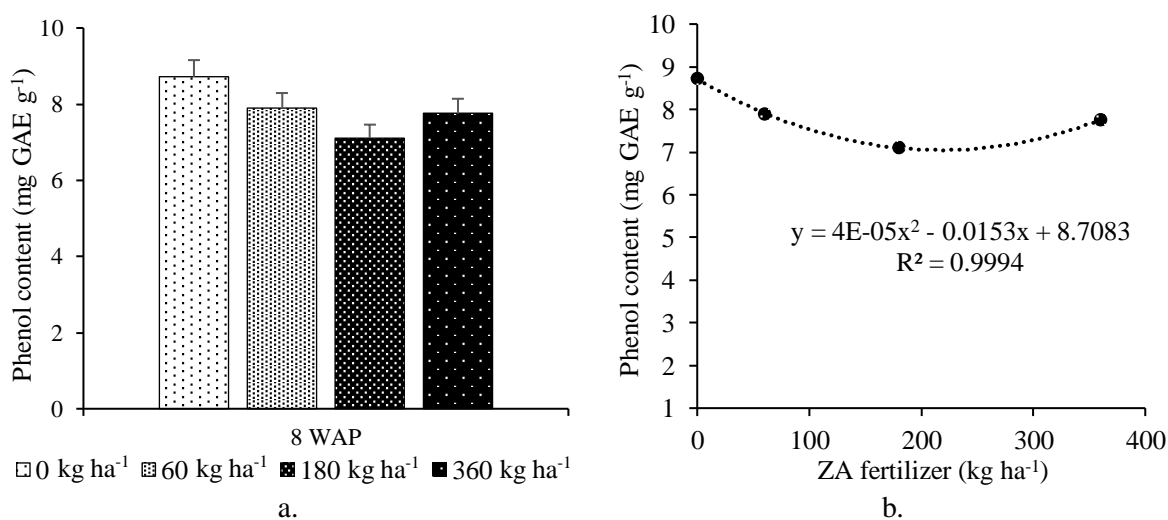 Phenol content (mg GAE g⁻¹)
10
8
6
4
2
0
8 WAP
0 kg ha⁻¹ 60 kg ha⁻¹ 180 kg ha⁻¹ 360 kg ha⁻¹
a.
Phenol content (mg GAE g⁻¹)
10
9
8
7
6
5
4
3
2
1
y = 4E-05x² - 0.0153x + 8.7083
R² = 0.9994
0 100 200 300 400
ZA fertilizer (kg ha⁻¹)
b.